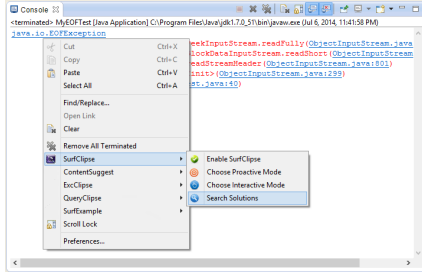 Console
<terminated> MyEOFTest [Java Application] C:\Program Files\Java\jdk1.7.0_51\bin\javaw.exe (Jul 6, 2014, 11:41:58 PM)
java.io.EOFException
eekInputStream.readFully(ObjectInputStream.java
lockDataInputStream.readShort(ObjectInputStream
eadStreamHeader(ObjectInputStream.java:801)
init>(ObjectInputStream.java:299)
st.java:40)
Cut Ctrl+X
Copy Ctrl+C
Paste Ctrl+V
Select All Ctrl+A
Find/Replace...
Open Link
Clear
Remove All Terminated
SurfClipse
Enable SurfClipse
ContentSuggest
Choose Proactive Mode
ExcClipse
Choose Interactive Mode
QueryClipse
Search Solutions
SurfExample
Scroll Lock
Preferences...